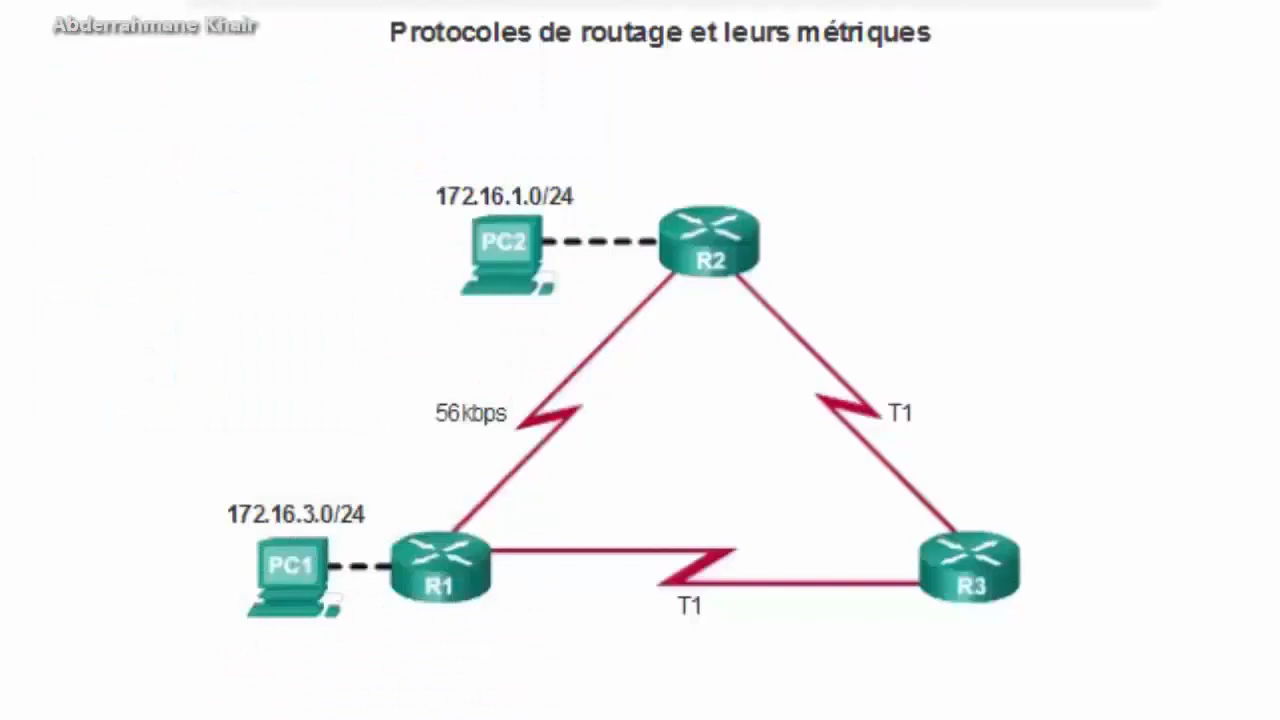 Abderrahmane Khair
Protocoles de routage et leurs métriques
172.16.1.0/24
PC2
R2
56kbps
T1
172.16.3.0/24
PC1
R1
R3
T1